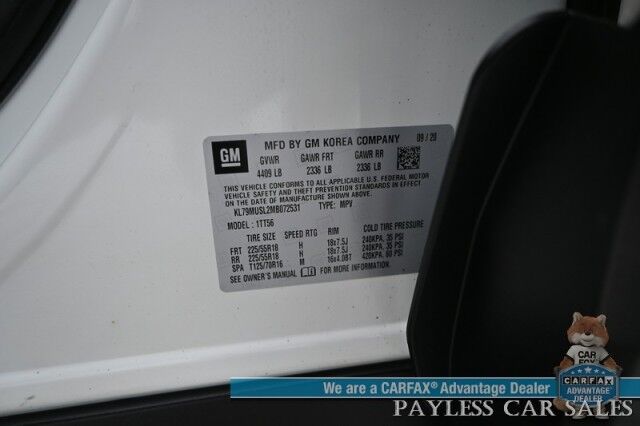 GM
MFD BY GM KOREA COMPANY 09/20
GVWR GAWR FRT GAWR RR
4409 LB 2336 LB 2336 LB
THIS VEHICLE CONFORMS TO ALL APPLICABLE U.S. FEDERAL MOTOR
VEHICLE SAFETY AND THEFT PREVENTION STANDARDS IN EFFECT ON
THE DATE OF MANUFACTURE SHOWN ABOVE.
KL79MUSL2MB072531 TYPE: MPV
MODEL: 1TT56
TIRE SIZE SPEED RTG RIM COLD TIRE PRESSURE
FRT 225/55R18 H 18x7.5J 240KPA, 35 PSI
RR 225/55R18 H 18x7.5J 240KPA, 35 PSI
SPA T125/70R16 M 16x4.0BT 420KPA, 60 PSI
SEE OWNER'S MANUAL
We are a CARFAX® Advantage Dealer
CAR
FOX
CARFAX
ADVANTAGE
DEALER
PAYLESS CAR SALES